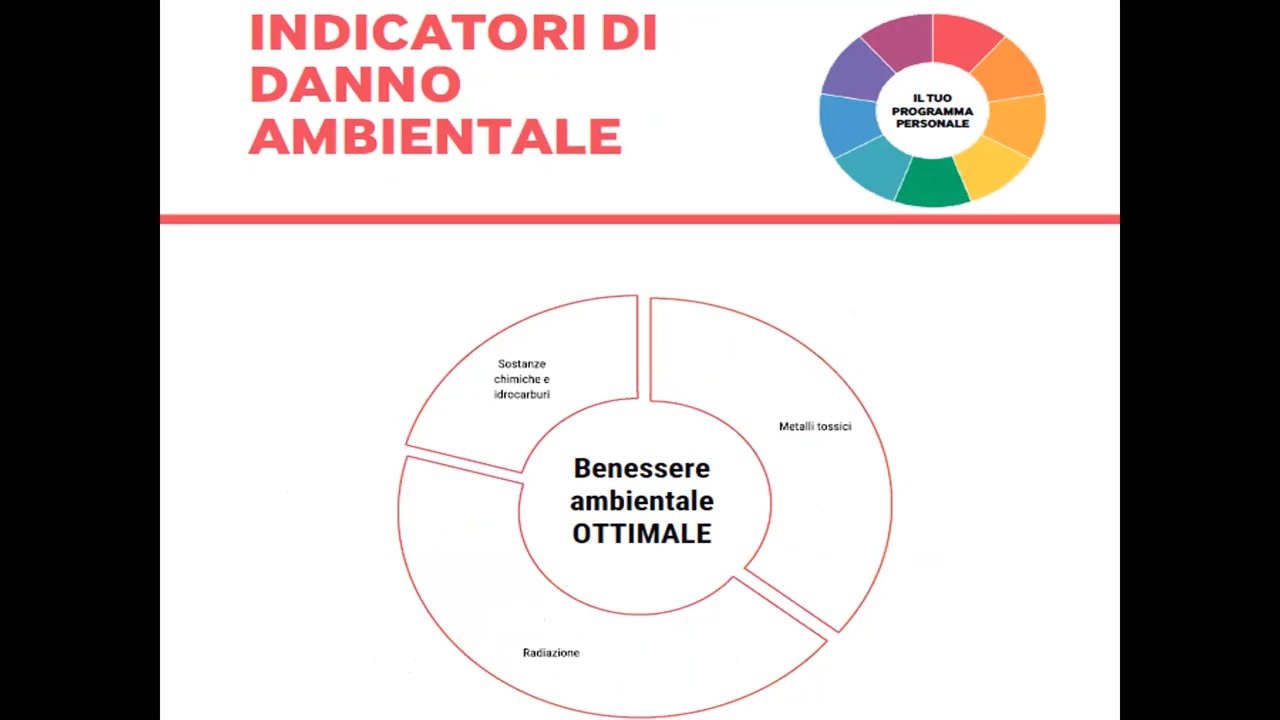 INDICATORI DI
DANNO
AMBIENTALE
IL TUO
PROGRAMMA
PERSONALE
Sostanze
chimiche e
idrocarburi
Metalli tossici
Benessere
ambientale
OTTIMALE
Radiazione